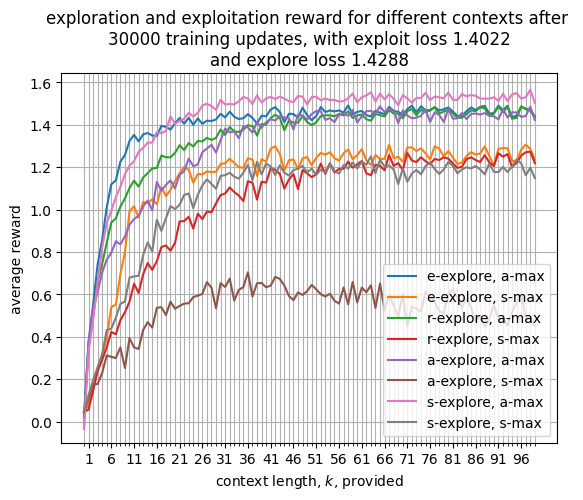 exploration and exploitation reward for different contexts after
30000 training updates, with exploit loss 1.4022
and explore loss 1.4288
average reward
1.6
1.4
1.2
1.0
0.8
0.6
0.4
0.2
0.0
e-explore, a-max
e-explore, s-max
r-explore, a-max
r-explore, s-max
a-explore, a-max
a-explore, s-max
s-explore, a-max
s-explore, s-max
1 6 11 16 21 26 31 36 41 46 51 56 61 66 71 76 81 86 91 96
context length, k, provided